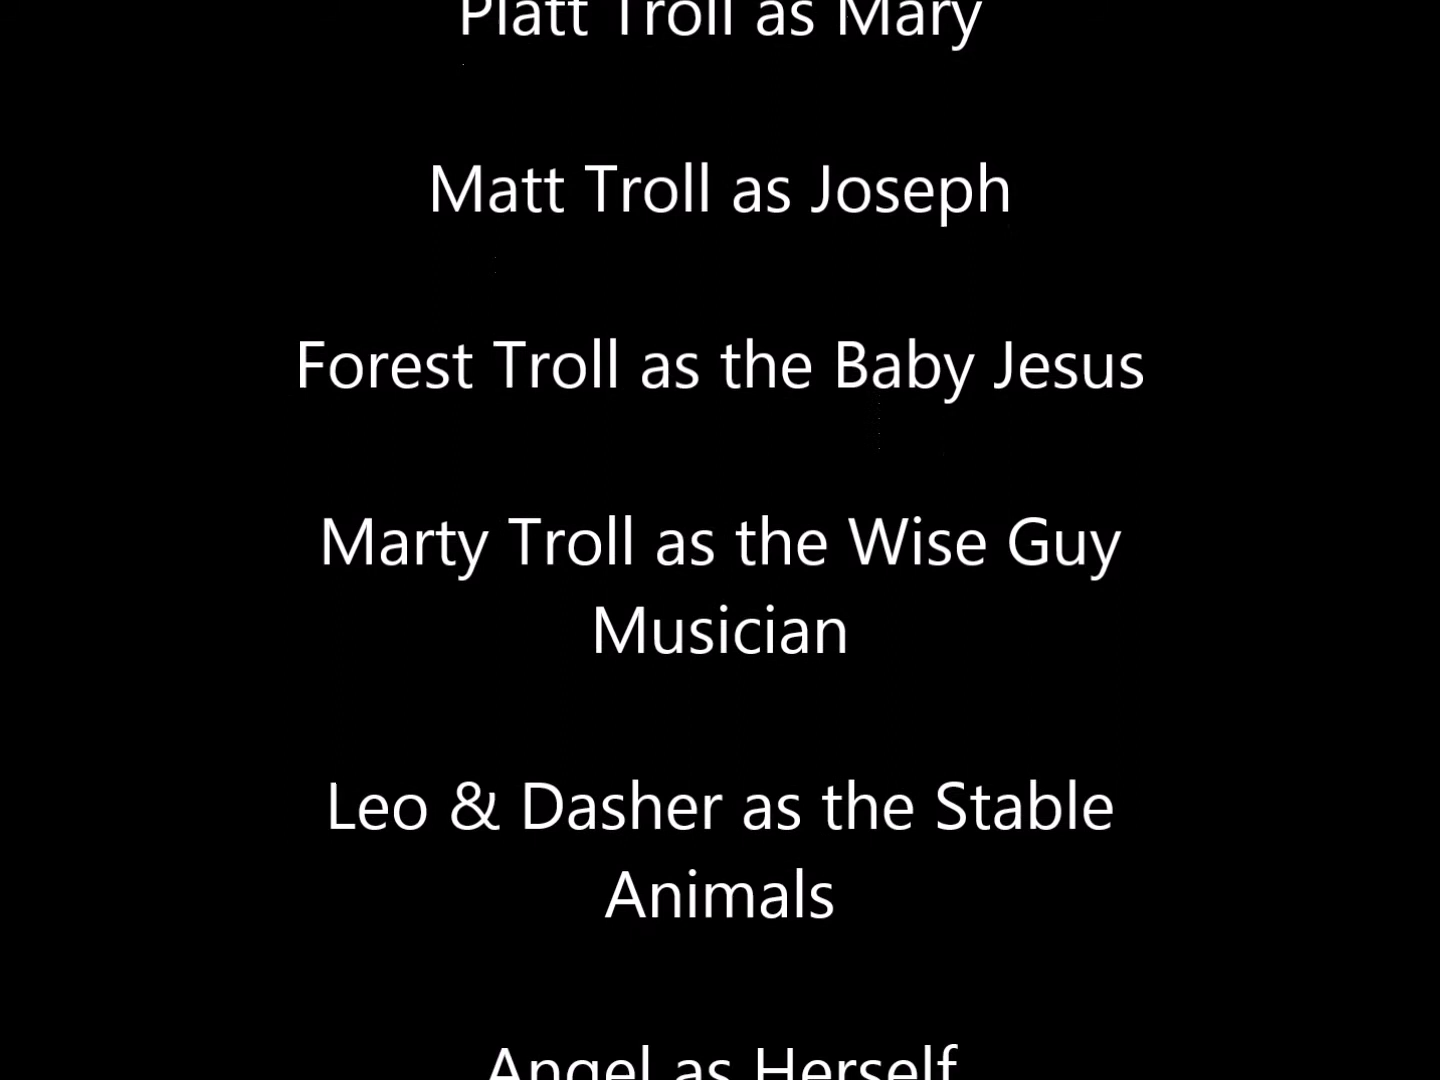 Platt Troll as Mary
Matt Troll as Joseph
Forest Troll as the Baby Jesus
Marty Troll as the Wise Guy
Musician
Leo & Dasher as the Stable
Animals
Angel as Herself